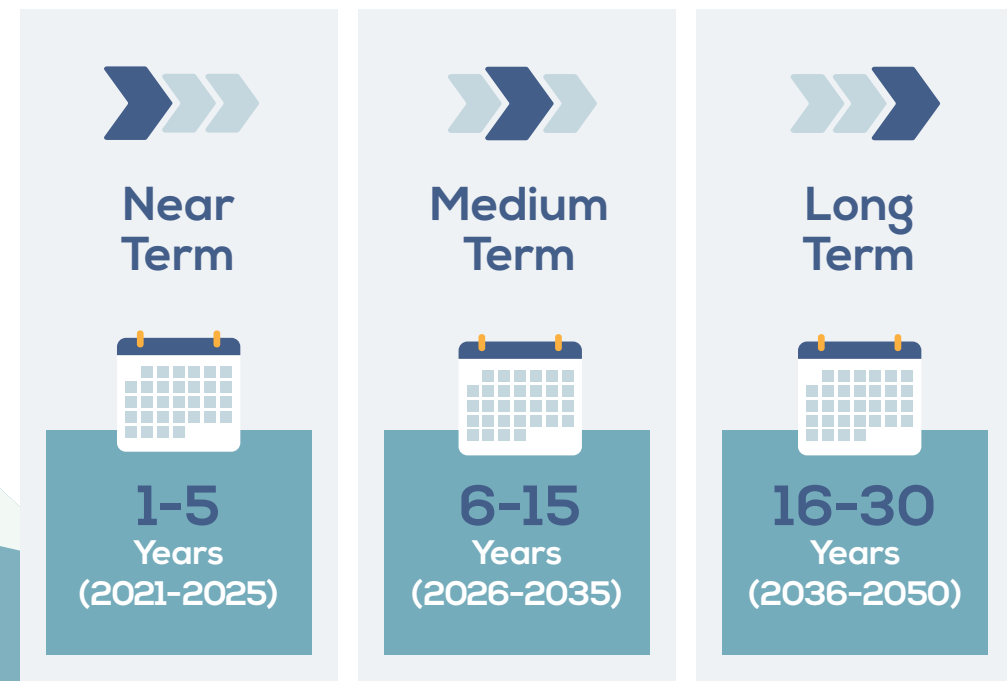 Near
Term
1-5
Years
(2021-2025)
Medium
Term
6-15
Years
(2026-2035)
Long
Term
16-30
Years
(2036-2050)